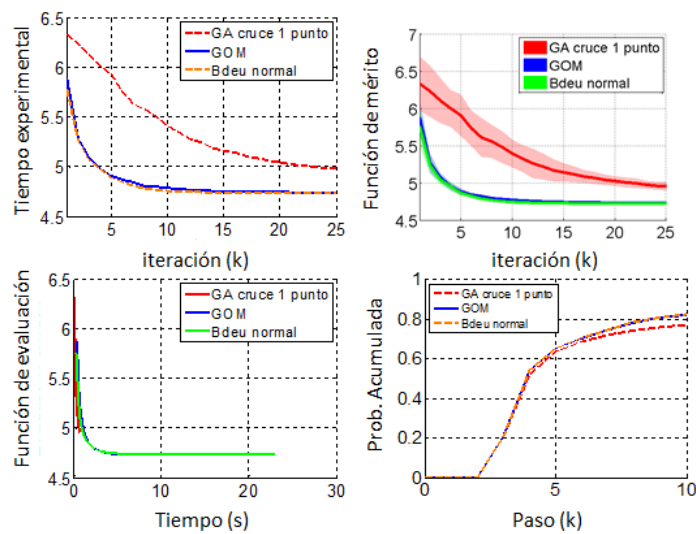 Tiempo experimental
6.5
6
5.5
5
4.5
5
10
15
20
25
iteración (k)
GA cruce 1 punto
GOM
Bdeu normal
Función de mérito
7
6.5
6
5.5
5
4.5
5
10
15
20
25
iteración (k)
GA cruce 1 punto
GOM
Bdeu normal
Función de evaluación
6.5
6
5.5
5
4.5
0
10
20
30
Tiempo (s)
GA cruce 1 punto
GOM
Bdeu normal
Prob. Acumulada
1
0.8
0.6
0.4
0.2
0
0
5
10
Paso (k)
GA cruce 1 punto
GOM
Bdeu normal